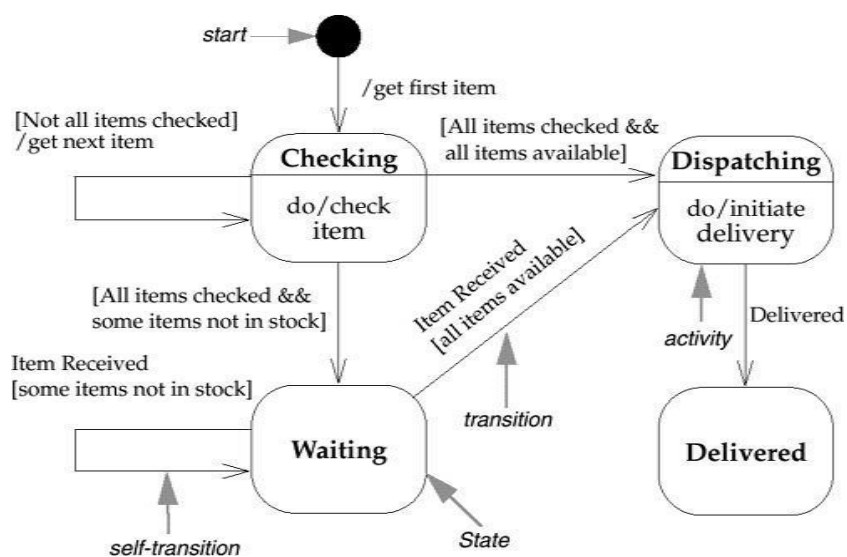 start
/get first item
[Not all items checked]
/get next item
[All items checked &&
all items available]
Checking
do/check
item
Dispatching
do/initiate
delivery
[All items checked &&
some items not in stock]
Item Received
[all items available]
activity
Delivered
Item Received
[some items not in stock]
transition
Waiting
Delivered
self-transition
State